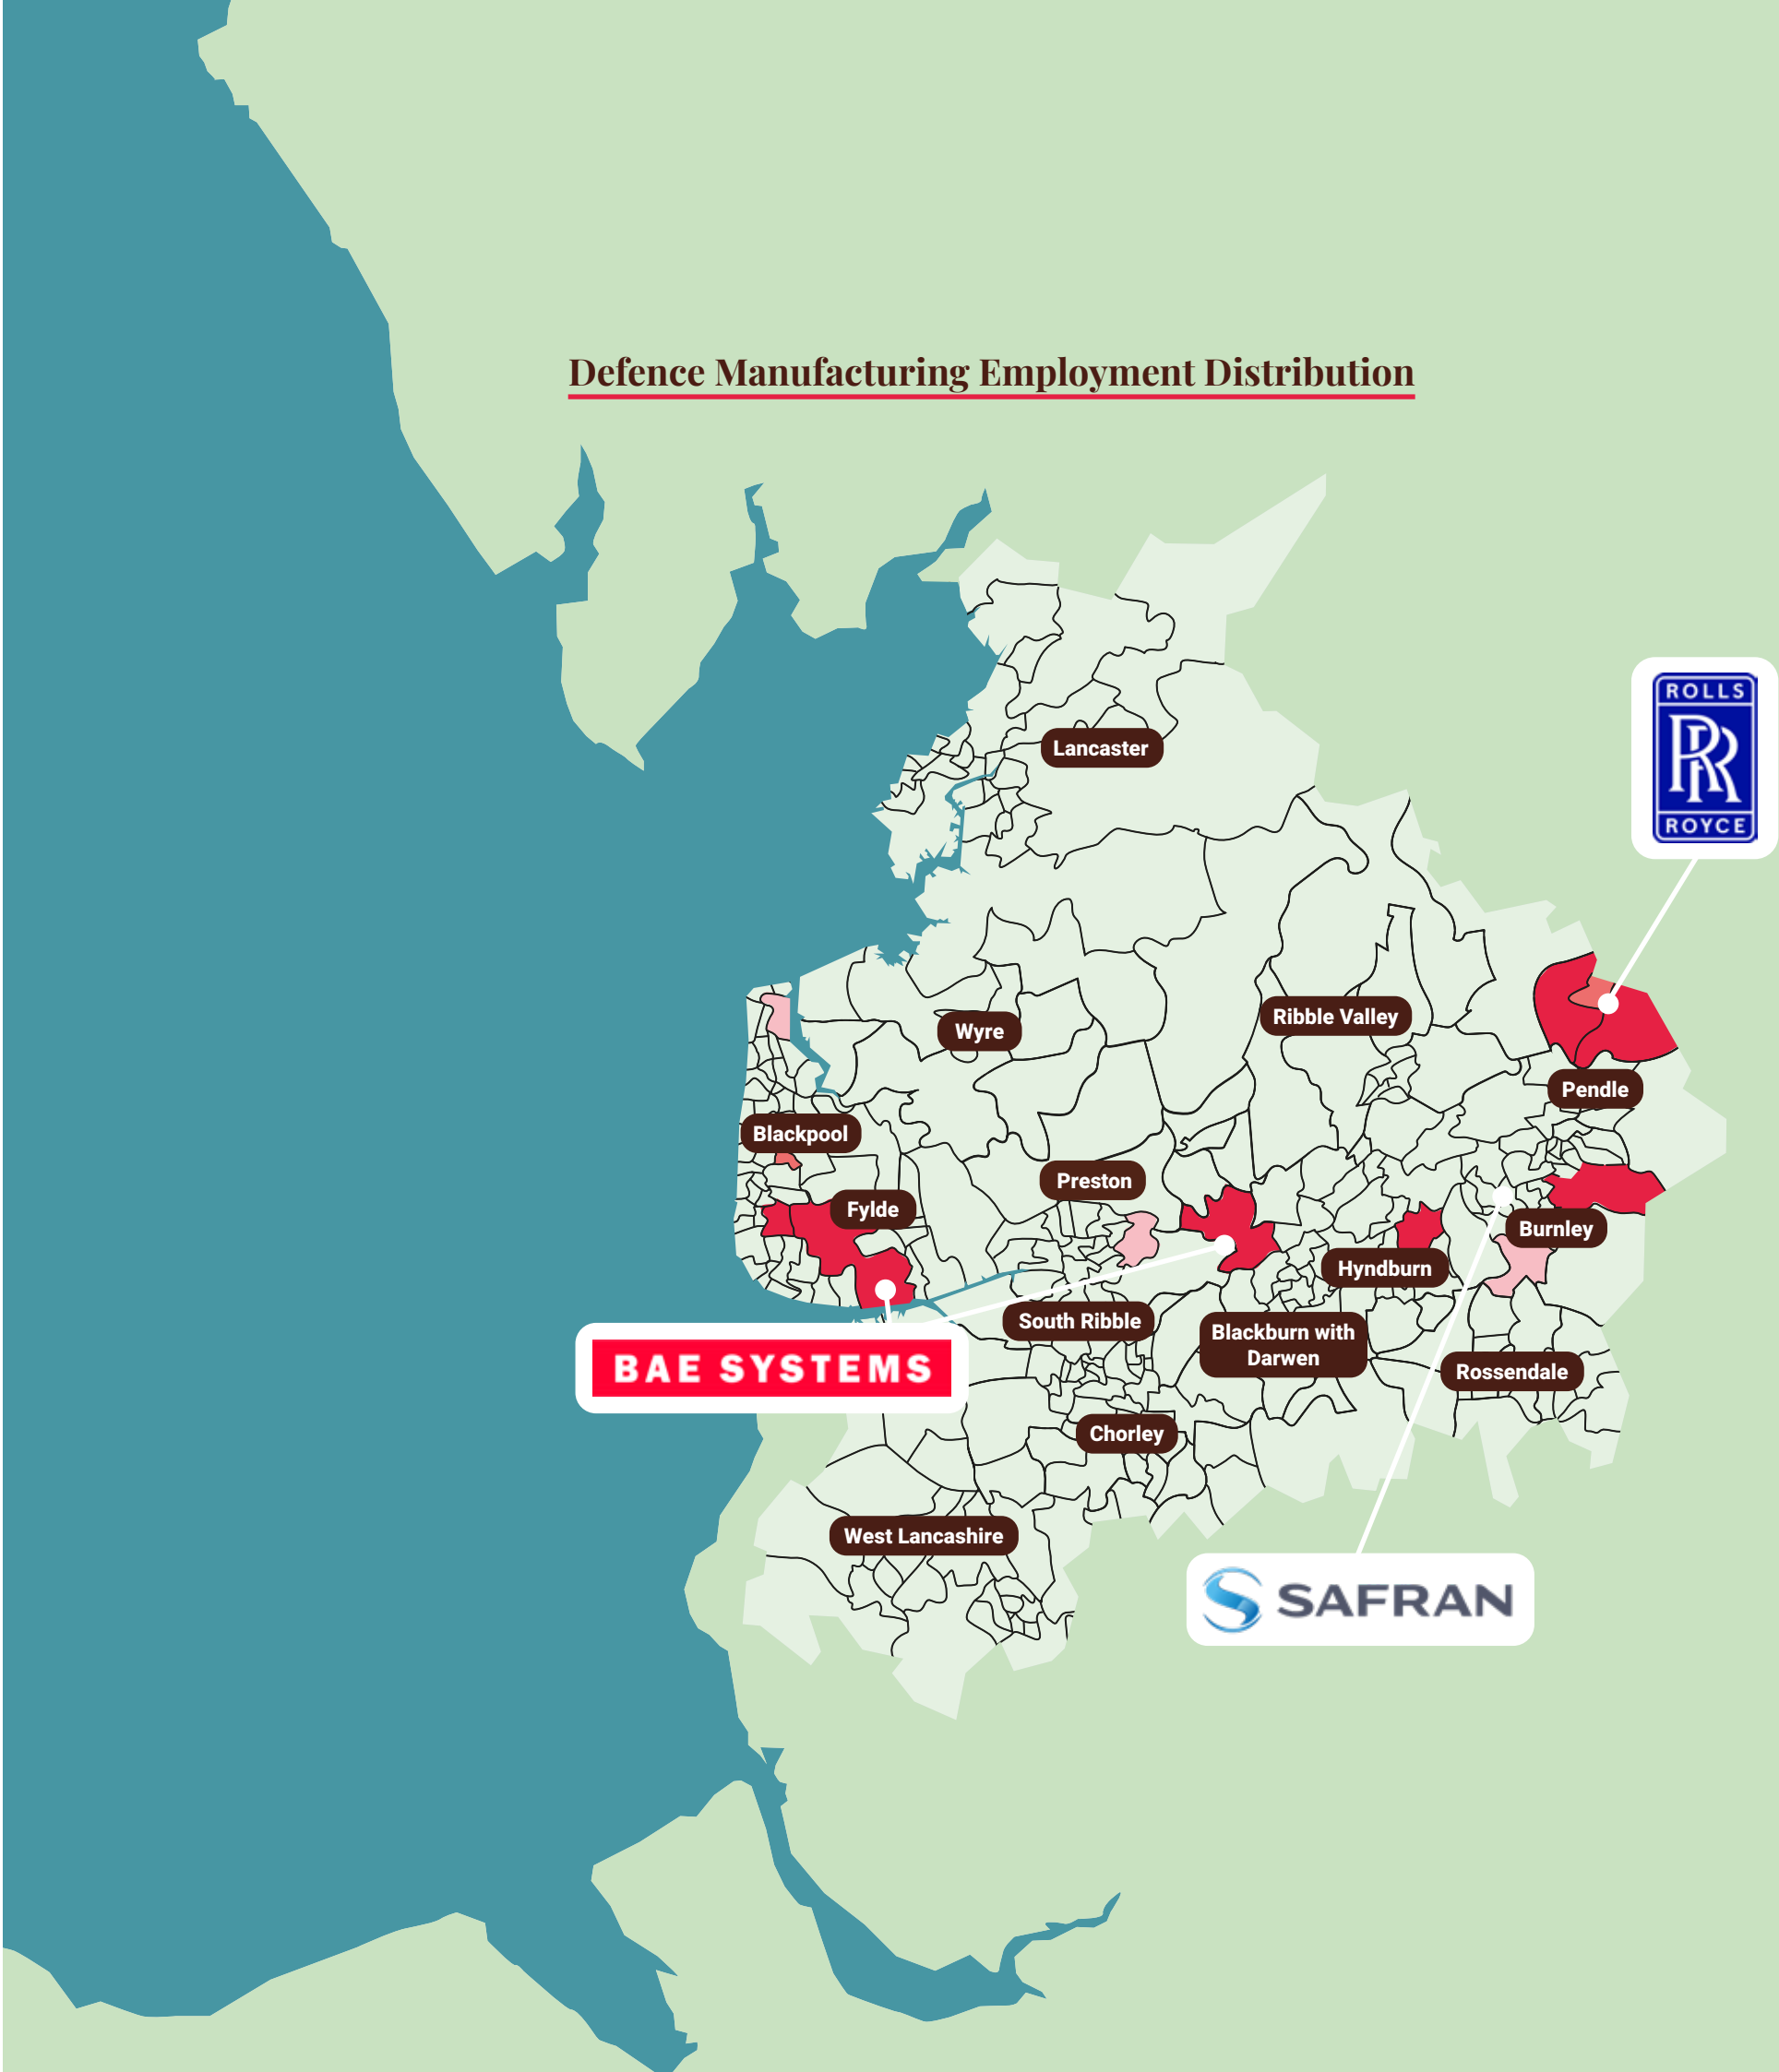 Defence Manufacturing Employment Distribution
ROLLS
RR
ROYCE
Lancaster
Ribble Valley
Wyre
Pendle
Blackpool
Preston
Fylde
Burnley
Hyndburn
South Ribble
Blackburn with
Darwen
BAE SYSTEMS
Rossendale
Chorley
West Lancashire
SAFRAN